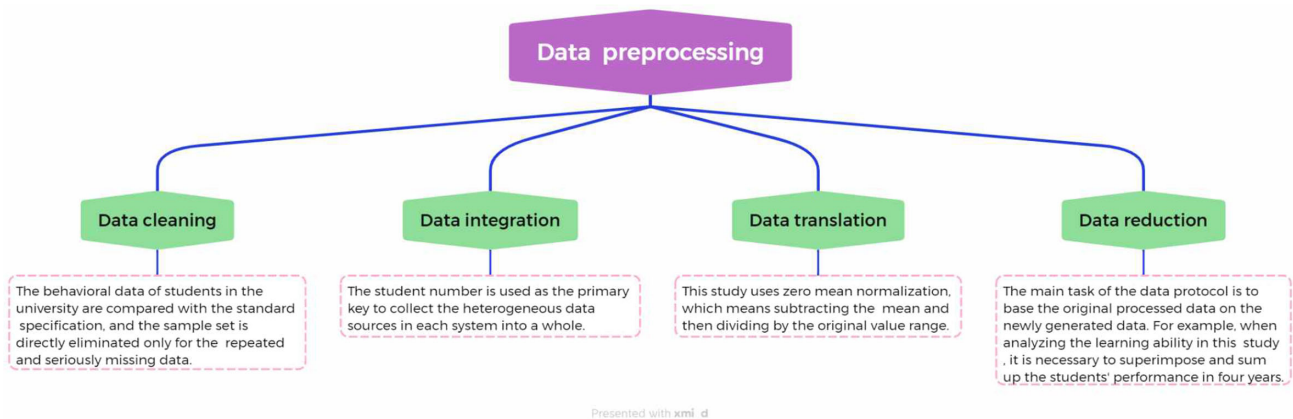 Data preprocessing
Data cleaning
Data integration
Data translation
Data reduction
The behavioral data of students in the
university are compared with the standard
specification, and the sample set is
directly eliminated only for the repeated
and seriously missing data.
The student number is used as the primary
key to collect the heterogeneous data
sources in each system into a whole.
This study uses zero mean normalization,
which means subtracting the mean and
then dividing by the original value range.
The main task of the data protocol is to
base the original processed data on the
newly generated data. For example, when
analyzing the learning ability in this study
, it is necessary to superimpose and sum
up the students' performance in four years.
Presented with